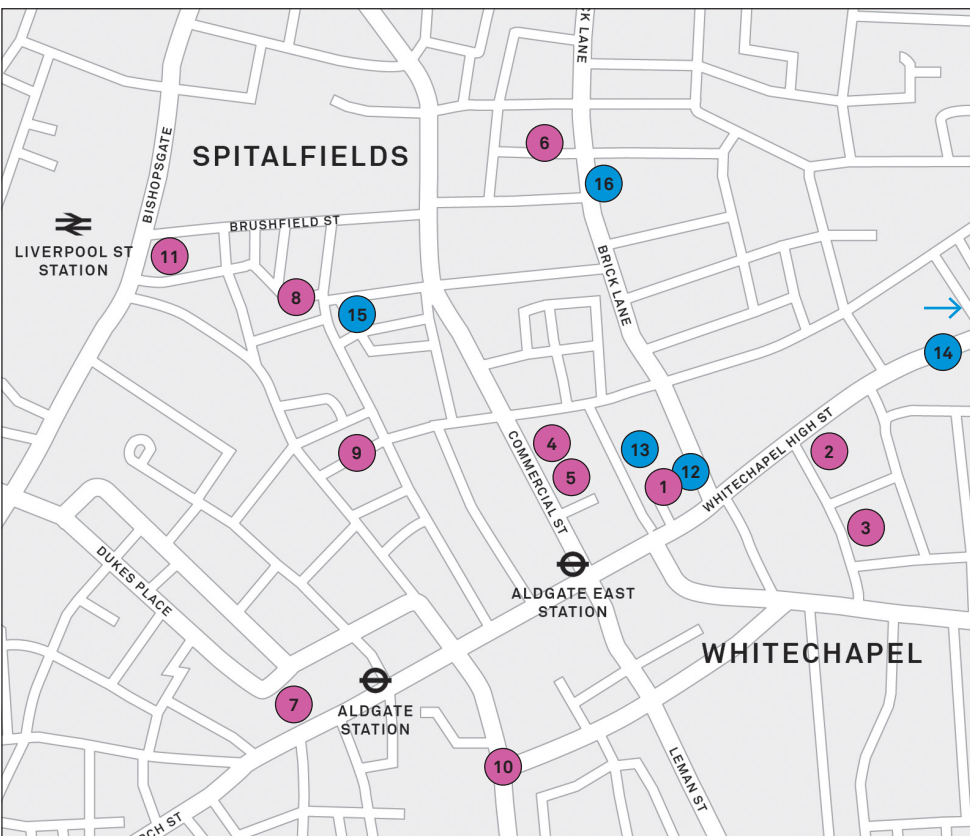 CK LANE
6
SPITALFIELDS
BISHOPSGATE
16
BRUSHFIELD ST
LIVERPOOL ST
STATION
11
BRICK LANE
8
15
14
COMMERCIAL ST
WHITECHAPEL HIGH ST
4
13
2
9
5
12
1
3
DUKES PLACE
ALDGATE EAST
STATION
WHITECHAPEL
7
ALDGATE
STATION
10
LEMAN ST
RCH ST